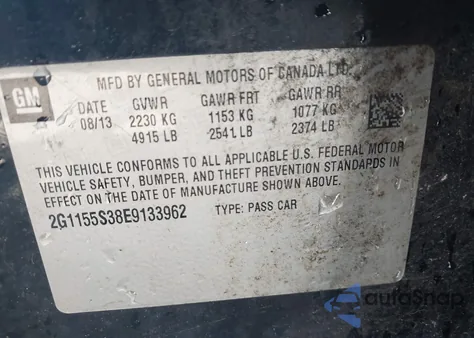 MFD BY GENERAL MOTORS OF CANADA LTD.
GM
DATE GVWR GAWR FRT GAWR RR
08/13 2230 KG 1153 KG 1077 KG
4915 LB 2541 LB 2374 LB
THIS VEHICLE CONFORMS TO ALL APPLICABLE U.S. FEDERAL MOTOR
VEHICLE SAFETY, BUMPER, AND THEFT PREVENTION STANDARDS IN
EFFECT ON THE DATE OF MANUFACTURE SHOWN ABOVE.
2G1155S38E9133962 TYPE: PASS CAR
autoSnap